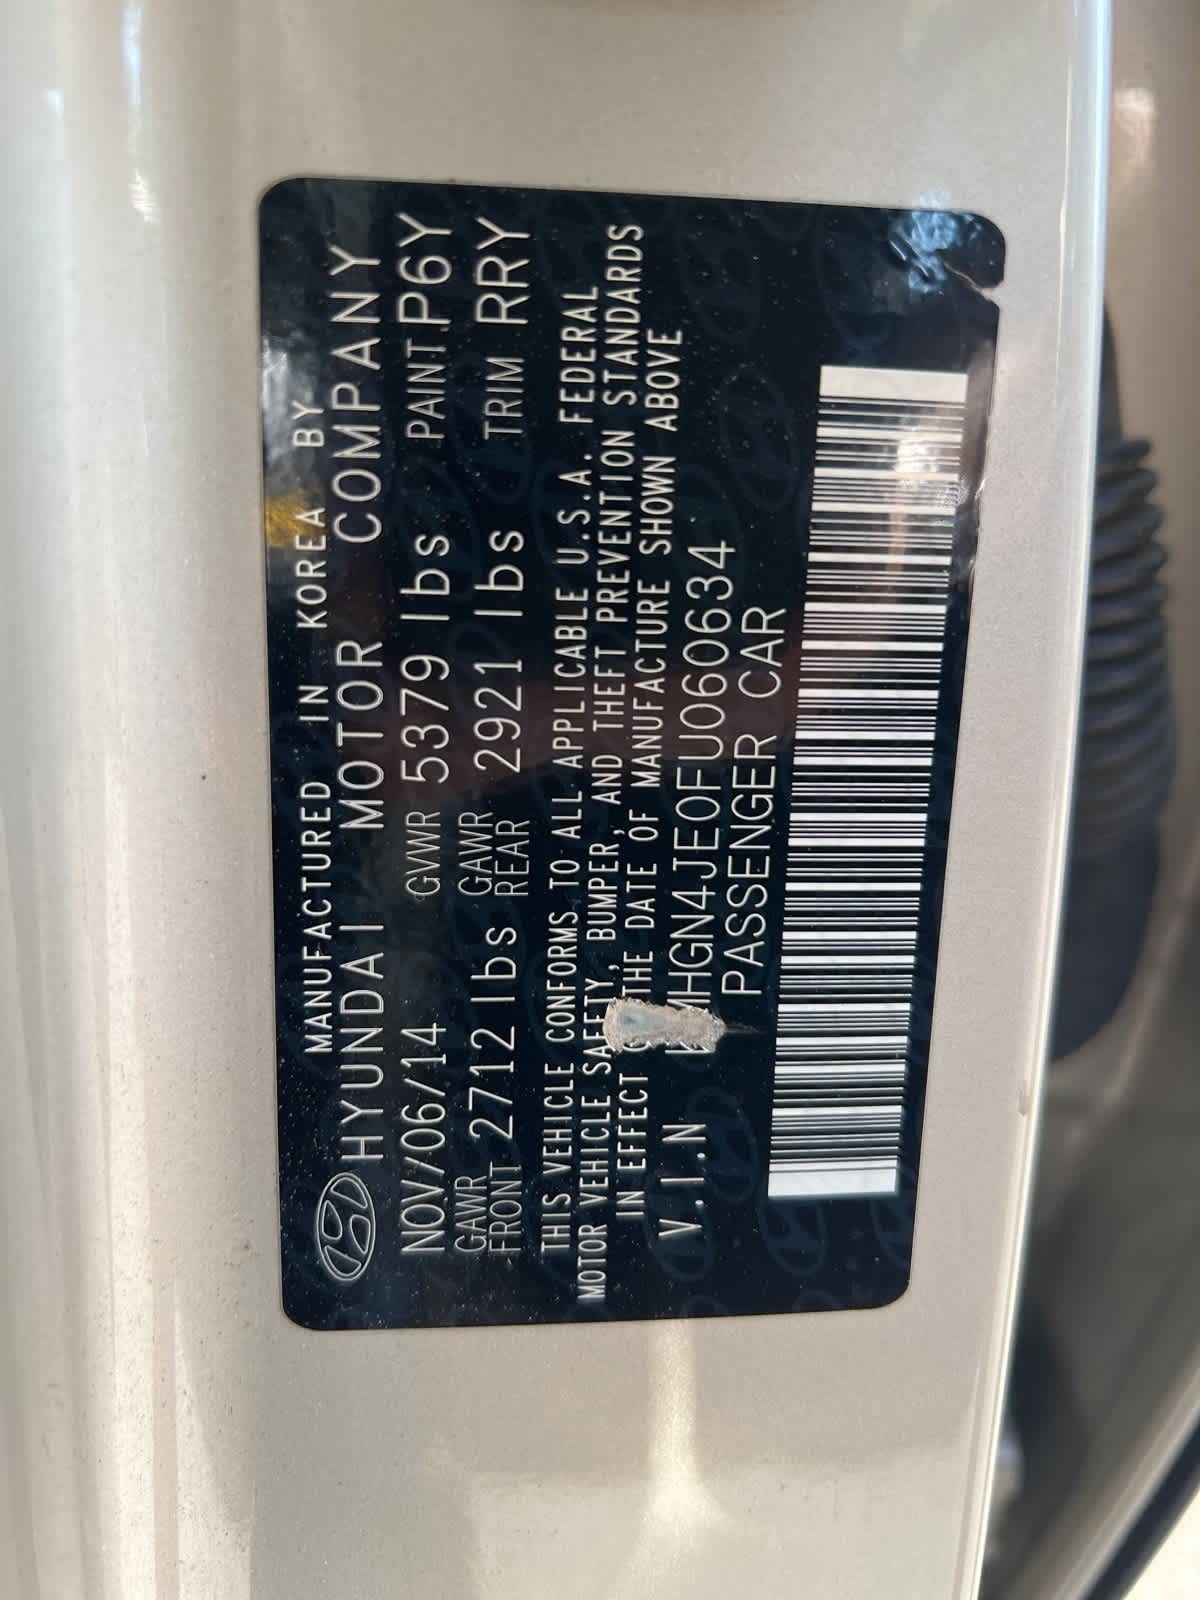 MANUFACTURED IN KOREA BY
HYUNDAI MOTOR COMPANY
NOV/06/14 GVWR 5379 lbs PAINT.P6Y
GAWR FRONT 2712 lbs GAWR REAR 2921 lbs TRIM RRY
THIS VEHICLE CONFORMS TO ALL APPLICABLE U.S.A. FEDERAL
MOTOR VEHICLE SAFETY, BUMPER, AND THEFT PREVENTION STANDARDS
IN EFFECT THE DATE OF MANUFACTURE SHOWN ABOVE
V.I.N KMHGN4JE0FU060634
PASSENGER CAR